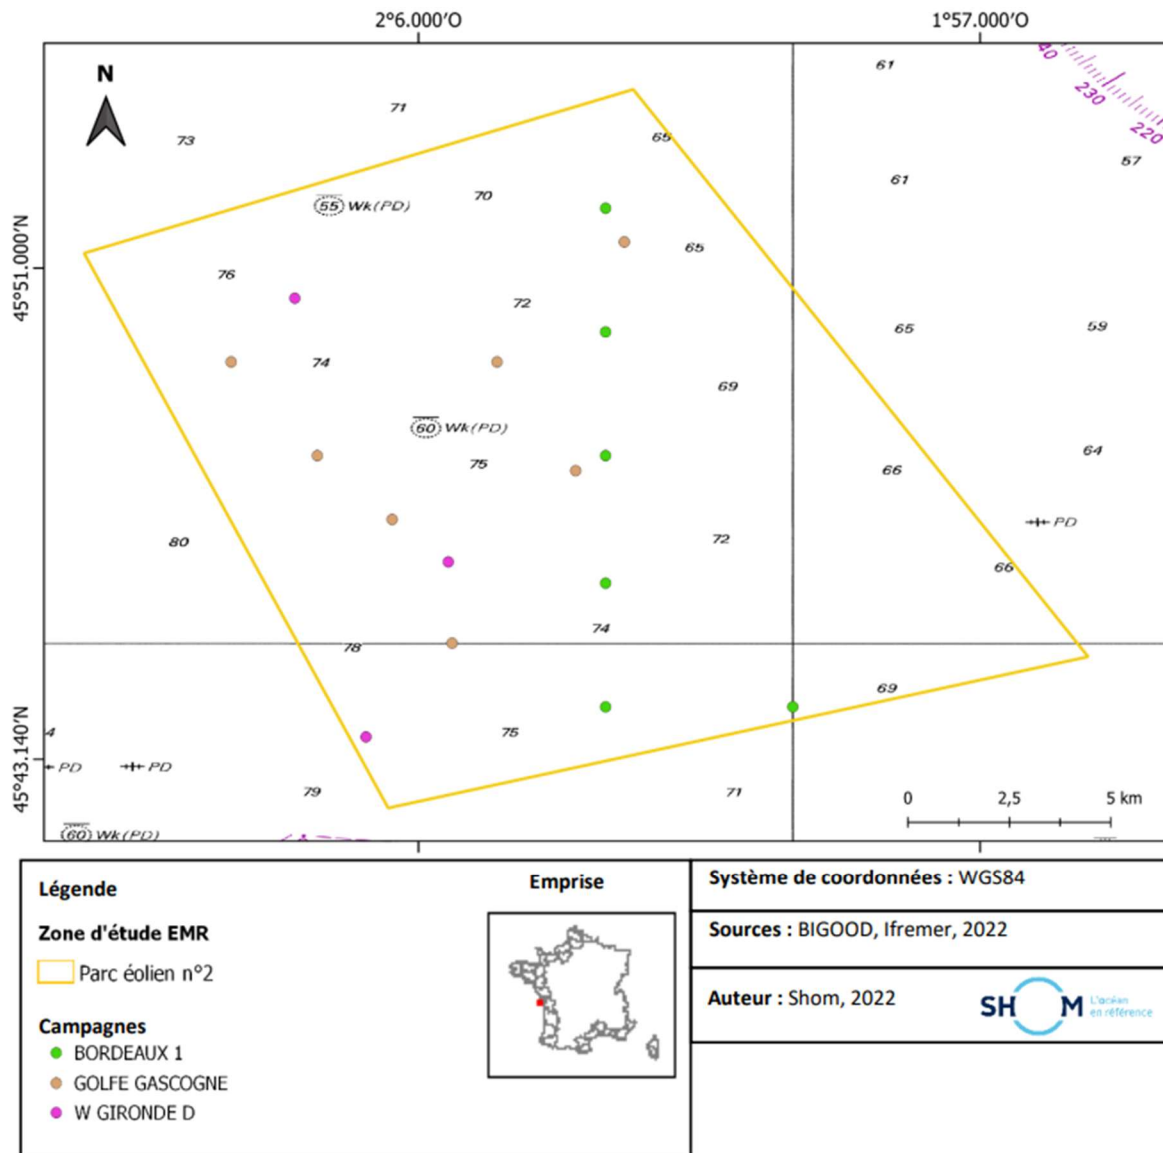 2°6.000'O
1°57.000'O
N
45°51.000'N
45°43.140'N
61
40
230
220
71
73
65
57
61
70
55 Wk(PD)
65
76
72
65
59
74
69
60 Wk(PD)
75
64
66
PD
80
72
66
74
78
69
4
75
PD
PD
79
71
0
2,5
5 km
60 Wk(PD)
Légende
Zone d'étude EMR
Parc éolien n°2
Campagnes
BORDEAUX 1
GOLFE GASCOGNE
W GIRONDE D
Emprise
Système de coordonnées : WGS84
Sources : BIGOOD, Ifremer, 2022
Auteur : Shom, 2022
SHOM
L'océan
en référence